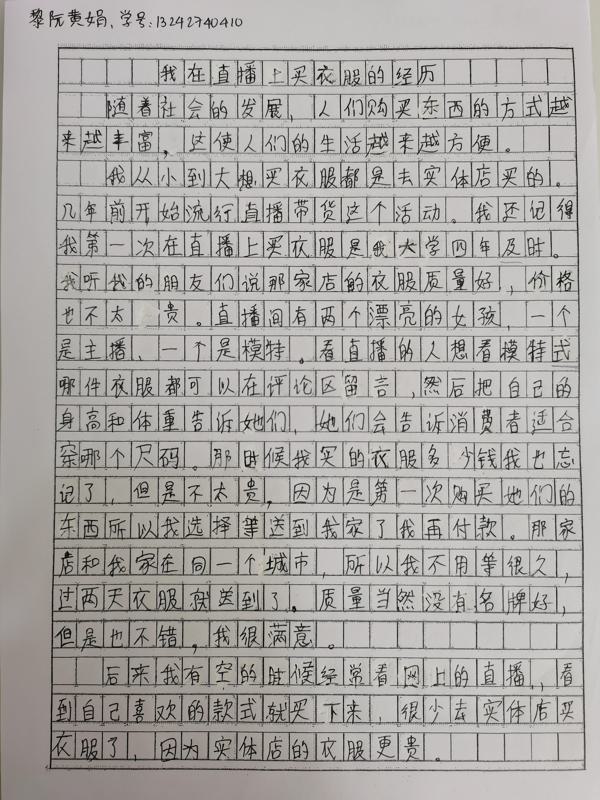 黎阮黄娟，学号:13242740410
我在直播上买衣服的经历
随着社会的发展，人们购买东西的方式越
来越丰富，这使人们的生活越来越方便。
我从小到大想买衣服都是去实体店买的。
几年前开始流行直播带货这个活动。我还记得
我第一次在直播上买衣服是我大学四年及时。
我听我的朋友们说那家店的衣服质量好，价格
也不太贵。直播间有两个漂亮的女孩，一个
是主播、一个是模特。看直播的人想看模特式
哪件衣服都可以在评论区留言，然后把自己的
身高和体重告诉她们，她们会告诉消费者适合
穿哪个尺码。那时候我买的衣服多少钱我也忘
记了，但是不太贵，因为是第一次购买她们的
东西所以我选择等送到我家了我再付款。那家
店和我家在同一个城市，所以我不用等很久，
过两天衣服就送到了。质量当然没有名牌好，
但是也不错，我很满意。
后来我有空的时候经常看网上的直播，看
到自己喜欢的款式就买下来，很少去实体店买
衣服了，因为实体店的衣服更贵。